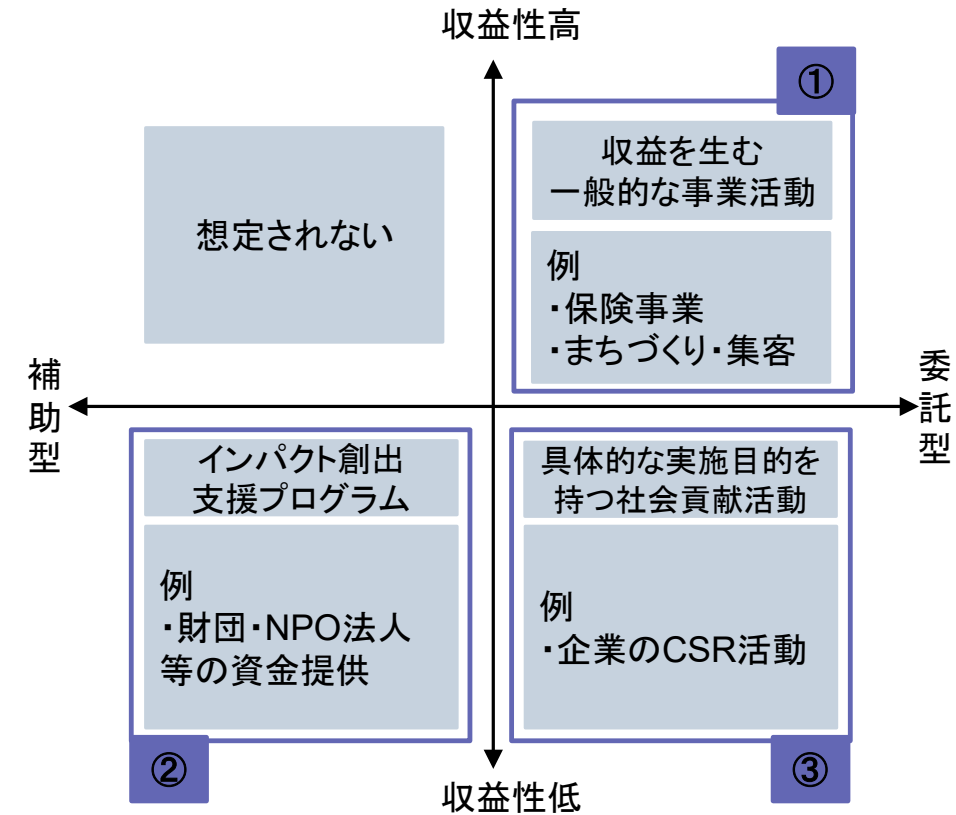 収益性高
①
収益を生む
一般的な事業活動
例
・保険事業
・まちづくり・集客
想定されない
補助型
委託型
インパクト創出
支援プログラム
例
・財団・NPO法人
等の資金提供
②
具体的な実施目的を
持つ社会貢献活動
例
・企業のCSR活動
③
収益性低